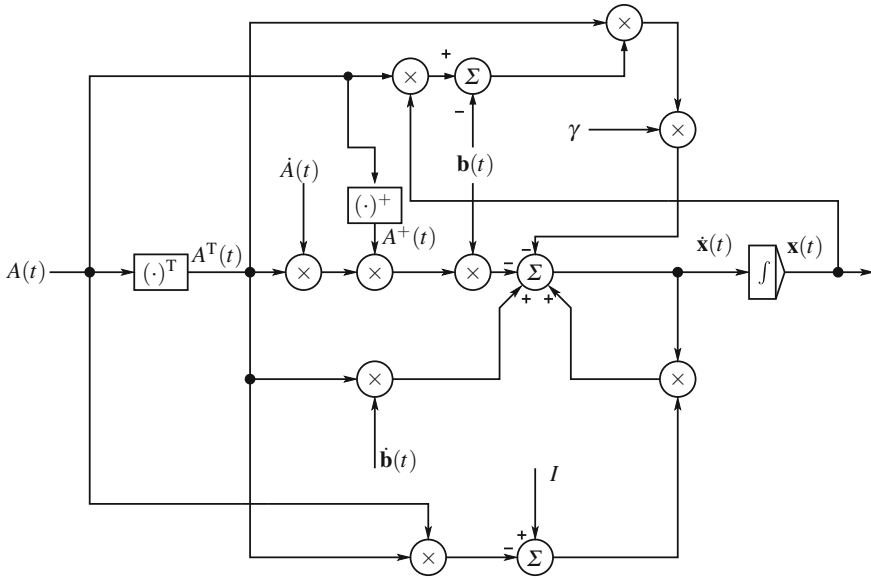 ×
× + Σ
−
γ ×
Ȧ(t) 𝐛(t)
(·)⁺
A⁺(t) − ẋ(t) 𝐱(t)
A(t) (·)ᵀ Aᵀ(t) × × × − Σ ∫
+ +
× ×
𝐛̇(t)
I
+
× − Σ